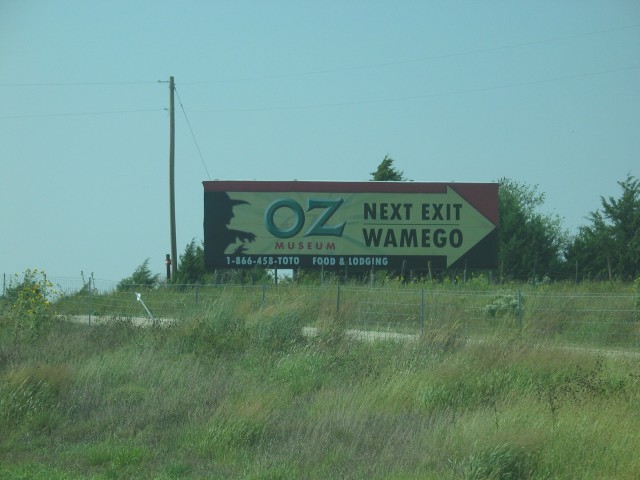 OZ
MUSEUM
NEXT EXIT
WAMEGO
1-866-458-TOTO FOOD & LODGING